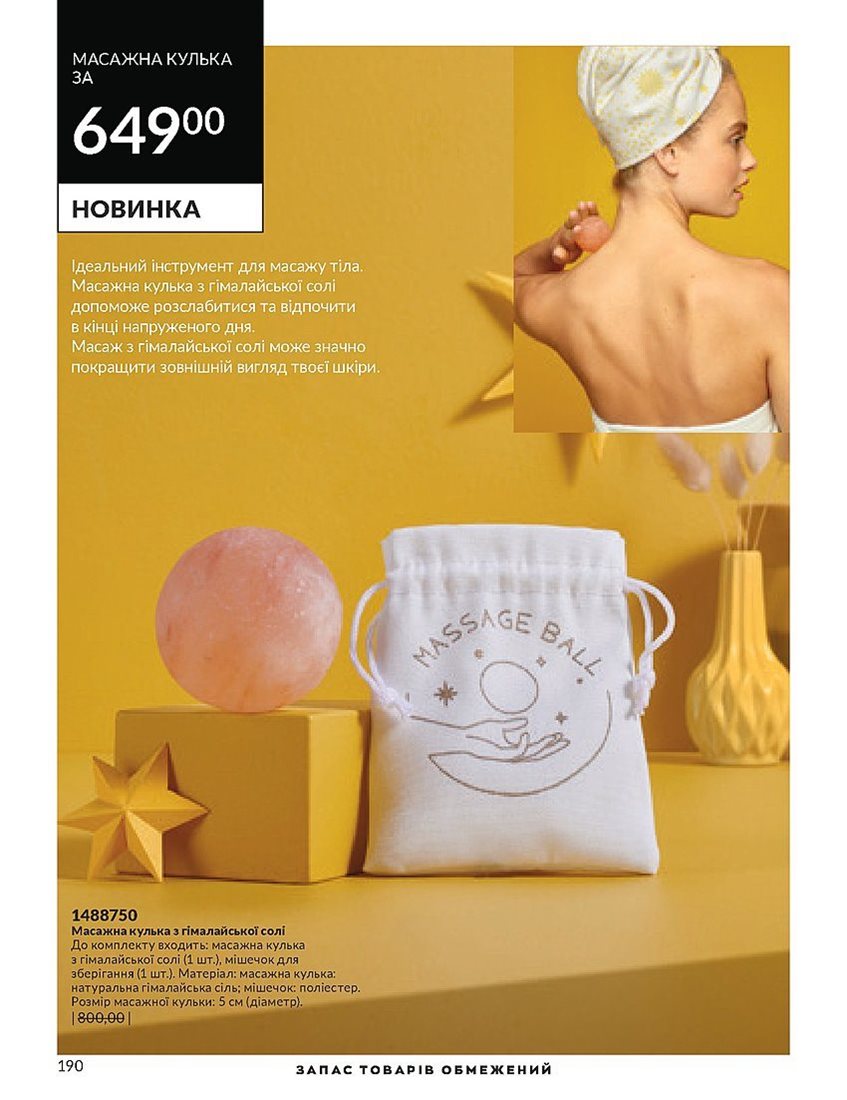 МАСАЖНА КУЛЬКА
ЗА
649⁰⁰
НОВИНКА
Ідеальний інструмент для масажу тіла.
Масажна кулька з гімалайської солі
допоможе розслабитися та відпочити
в кінці напруженого дня.
Масаж з гімалайської солі може значно
покращити зовнішній вигляд твоєї шкіри.
MASSAGE BALL
1488750
Масажна кулька з гімалайської солі
До комплекту входить: масажна кулька
з гімалайської солі (1 шт.), мішечок для
зберігання (1 шт.). Матеріал: масажна кулька:
натуральна гімалайська сіль; мішечок: поліестер.
Розмір масажної кульки: 5 см (діаметр).
| 800,00 |
190
ЗАПАС ТОВАРІВ ОБМЕЖЕНИЙ